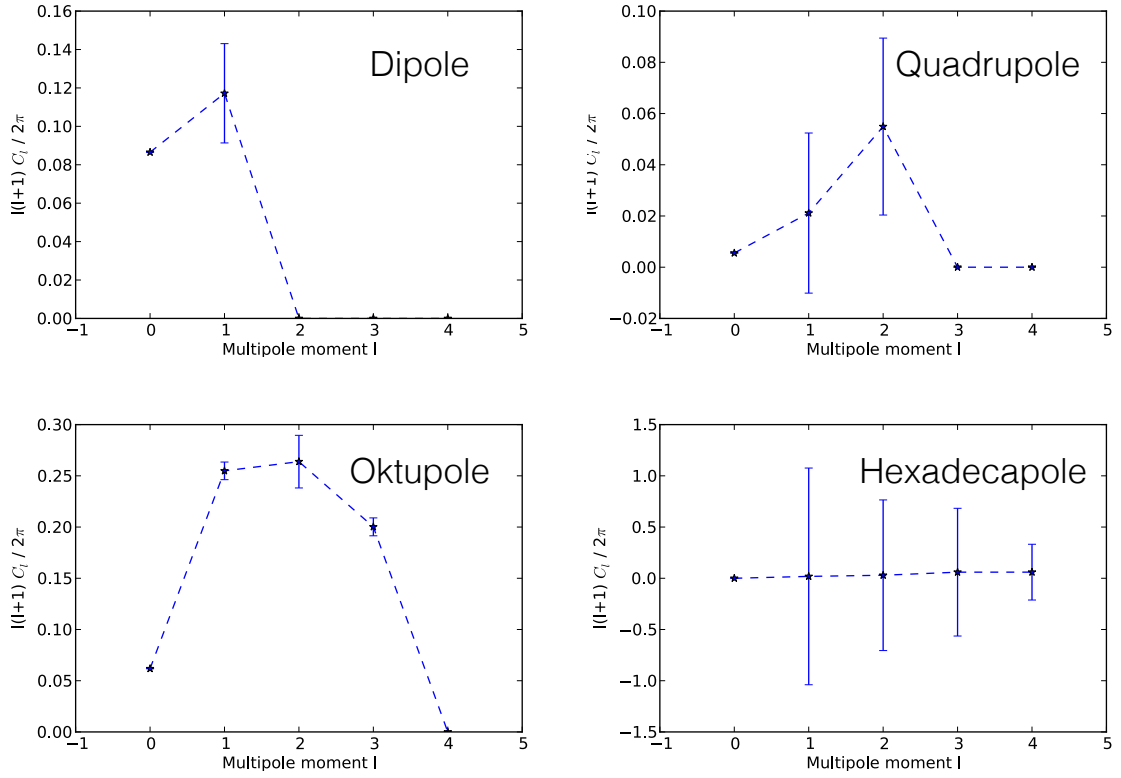 Dipole
l(l+1) C_l / 2π
0.16
0.14
0.12
0.10
0.08
0.06
0.04
0.02
0.00
−1 0 1 2 3 4 5
Multipole moment l
Quadrupole
l(l+1) C_l / 2π
0.10
0.08
0.06
0.04
0.02
0.00
−0.02
−1 0 1 2 3 4 5
Multipole moment l
Oktupole
l(l+1) C_l / 2π
0.30
0.25
0.20
0.15
0.10
0.05
0.00
−1 0 1 2 3 4 5
Multipole moment l
Hexadecapole
l(l+1) C_l / 2π
1.5
1.0
0.5
0.0
−0.5
−1.0
−1.5
−1 0 1 2 3 4 5
Multipole moment l